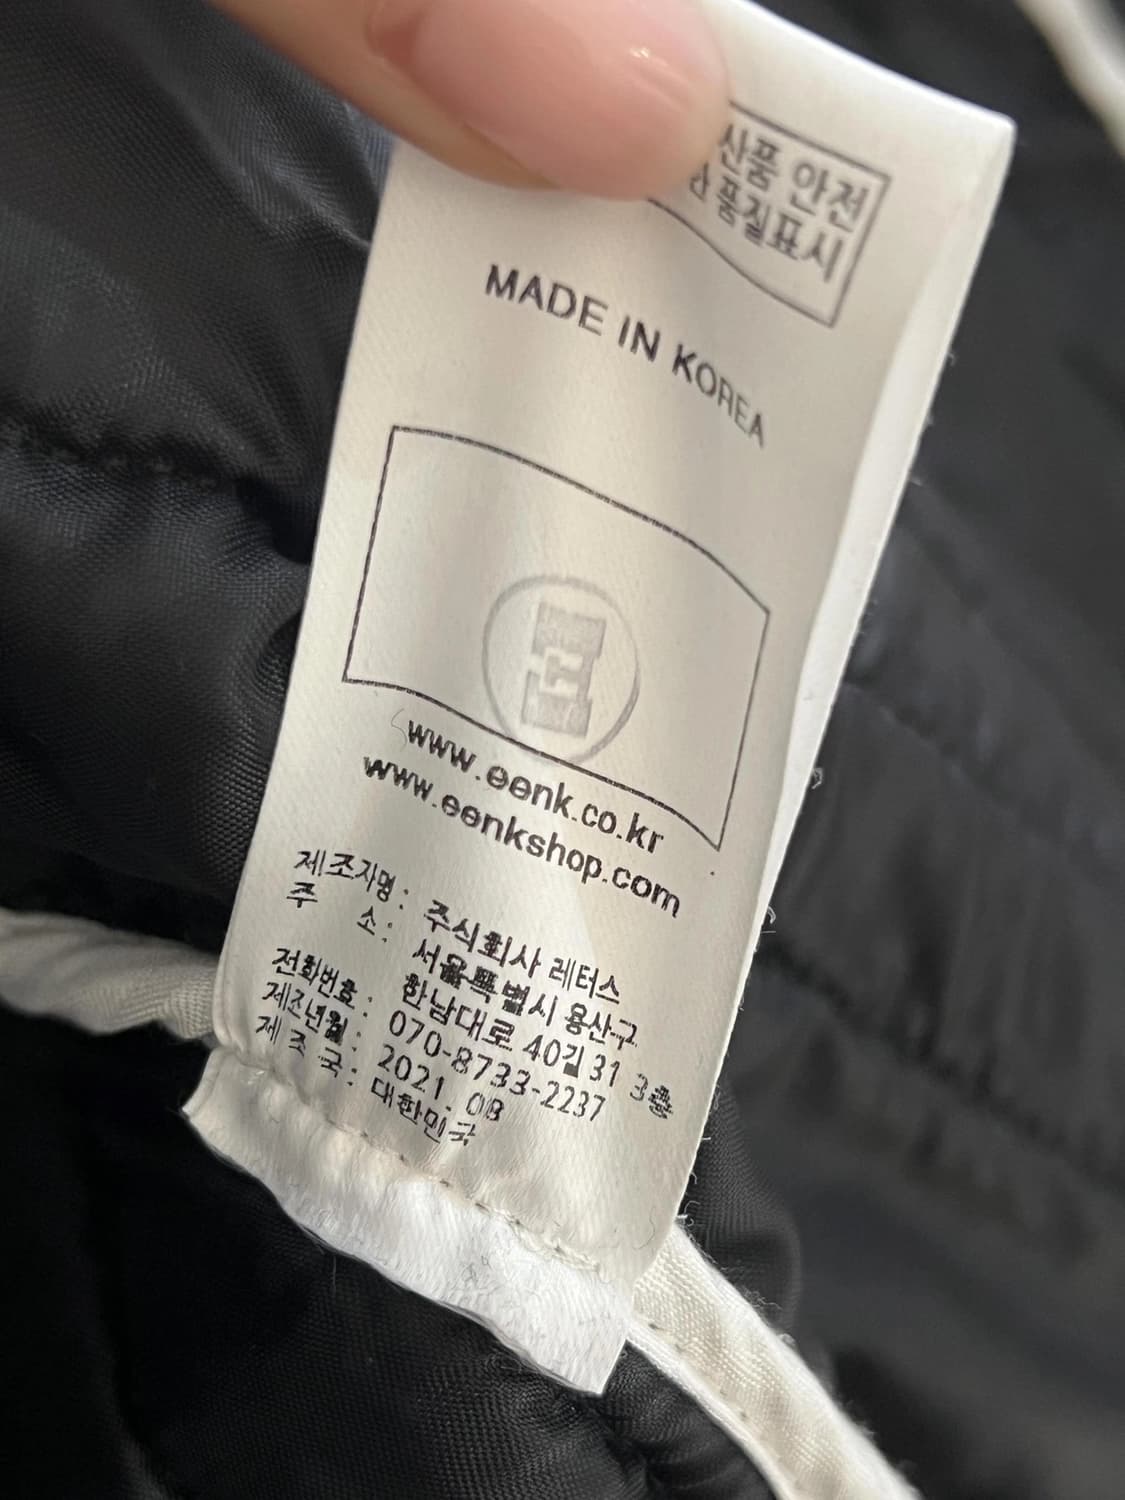 산품 안전
품질표시
MADE IN KOREA
www.eenk.co.kr
www.eenkshop.com
제조자명 : 주식회사 레터스
주 소 : 서울특별시 용산구
한남대로 40길 31 3층
전화번호 : 070-8733-2237
제조년월 : 2021. 08
제 조 국 : 대한민국